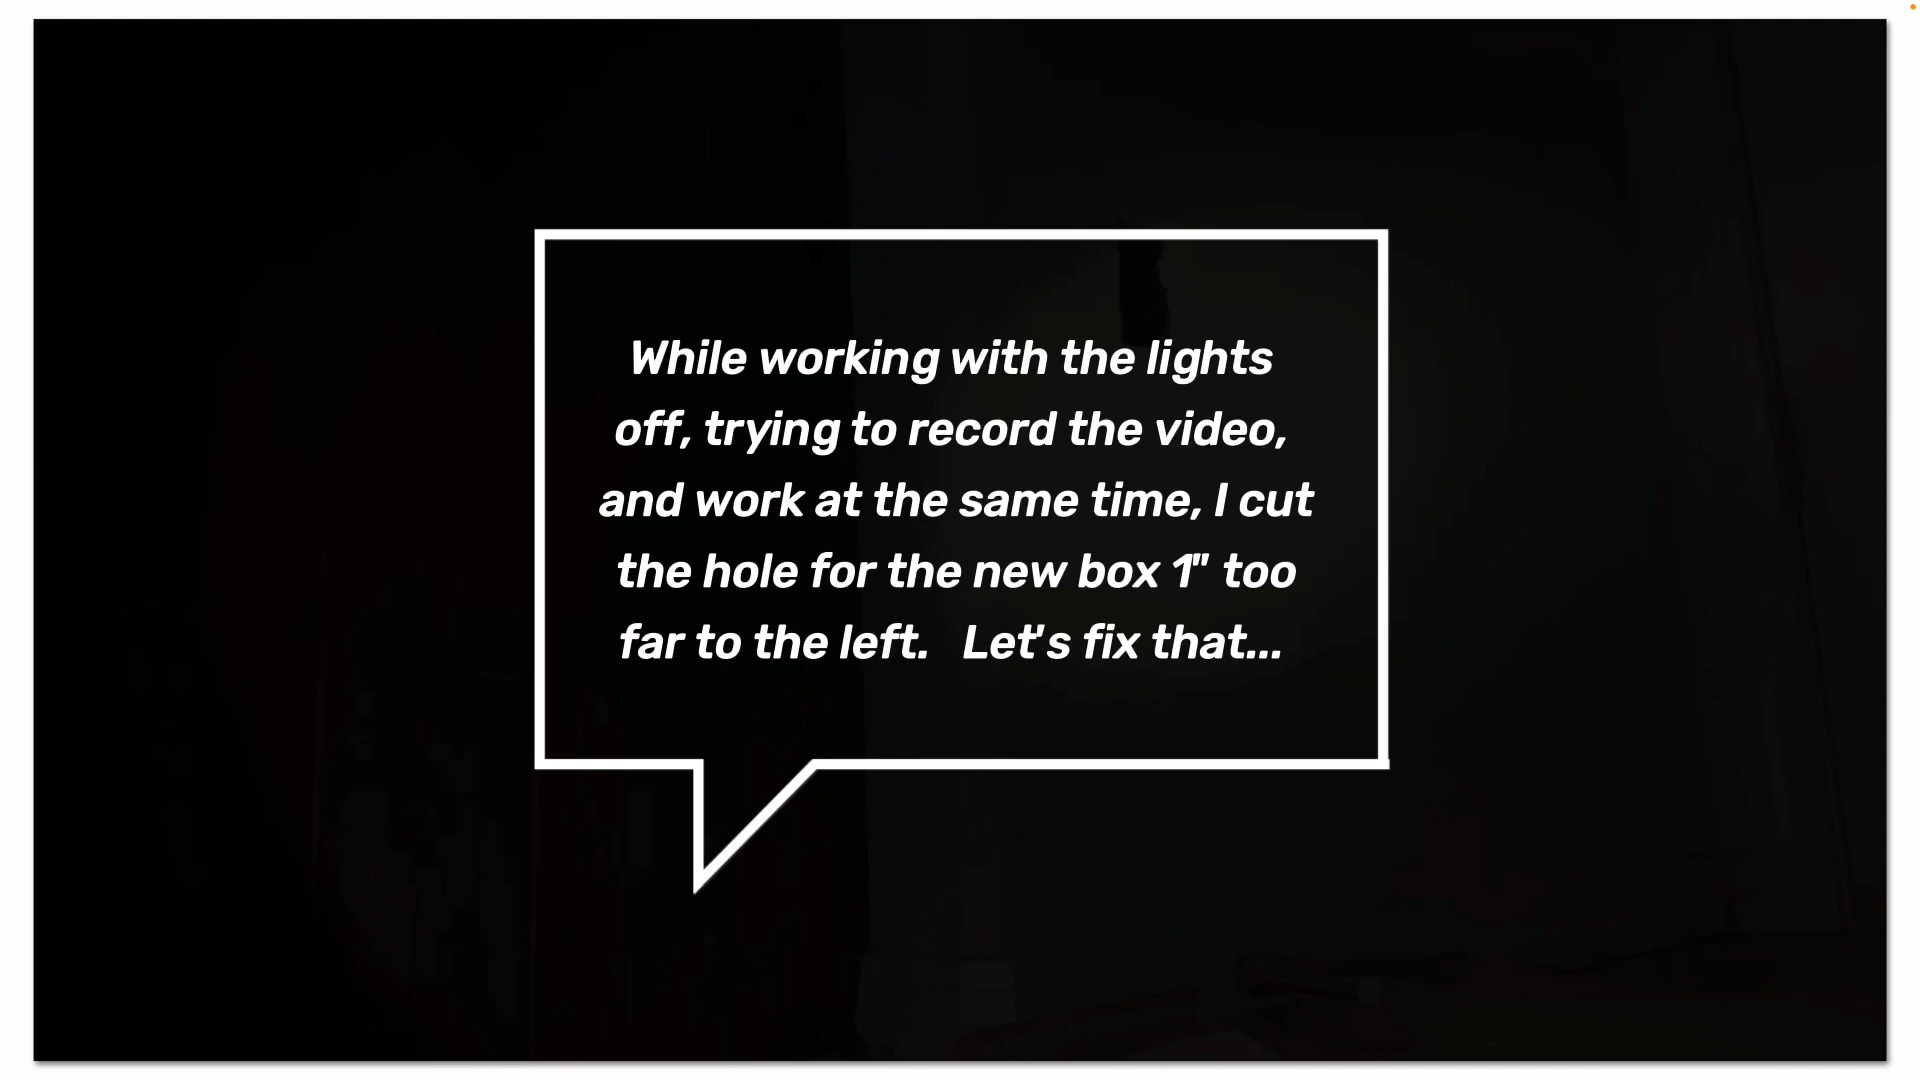 While working with the lights
off, trying to record the video,
and work at the same time, I cut
the hole for the new box 1" too
far to the left.   Let's fix that...